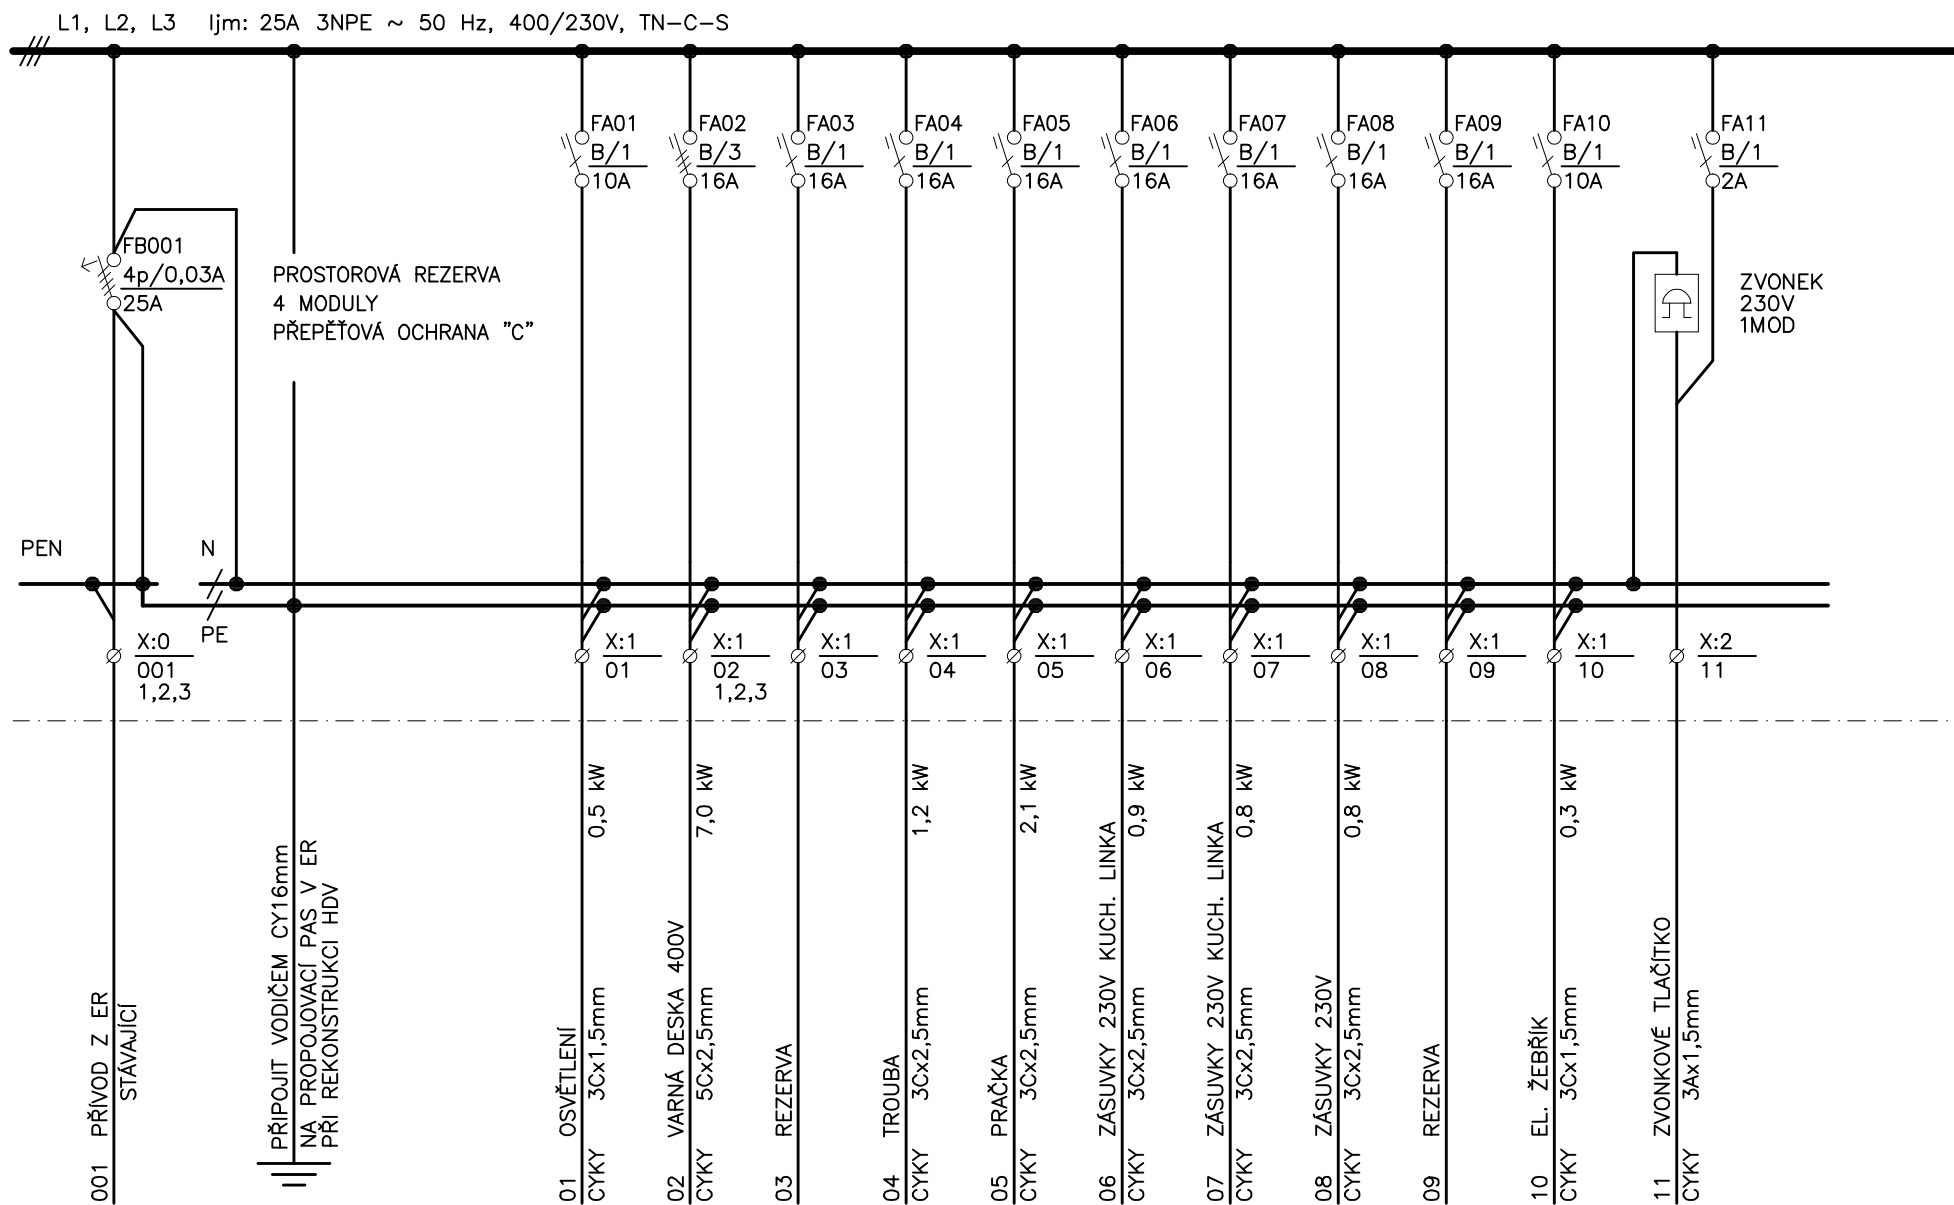 L1, L2, L3 Ijm: 25A 3NPE ~ 50 Hz, 400/230V, TN-C-S
FA01
B/1
10A
FA02
B/3
16A
FA03
B/1
16A
FA04
B/1
16A
FA05
B/1
16A
FA06
B/1
16A
FA07
B/1
16A
FA08
B/1
16A
FA09
B/1
16A
FA10
B/1
10A
FA11
B/1
2A
FB001
4p/0,03A
25A
PROSTOROVÁ REZERVA
4 MODULY
PŘEPĚŤOVÁ OCHRANA "C"
ZVONEK
230V
1MOD
PEN
N
PE
X:0
001
1,2,3
X:1
01
X:1
02
1,2,3
X:1
03
X:1
04
X:1
05
X:1
06
X:1
07
X:1
08
X:1
09
X:1
10
X:2
11
001 PŘÍVOD Z ER
STÁVAJÍCÍ
PŘIPOJIT VODIČEM CY16mm
NA PROPOJOVACÍ PAS V ER
PŘI REKONSTRUKCI HDV
01 OSVĚTLENÍ
CYKY 3Cx1,5mm 0,5 kW
02 VARNÁ DESKA 400V
CYKY 5Cx2,5mm 7,0 kW
03 REZERVA
04 TROUBA
CYKY 3Cx2,5mm 1,2 kW
05 PRAČKA
CYKY 3Cx2,5mm 2,1 kW
06 ZÁSUVKY 230V KUCH. LINKA
CYKY 3Cx2,5mm 0,9 kW
07 ZÁSUVKY 230V KUCH. LINKA
CYKY 3Cx2,5mm 0,8 kW
08 ZÁSUVKY 230V
CYKY 3Cx2,5mm 0,8 kW
09 REZERVA
10 EL. ŽEBŘÍK
CYKY 3Cx1,5mm 0,3 kW
11 ZVONKOVÉ TLAČÍTKO
CYKY 3Ax1,5mm